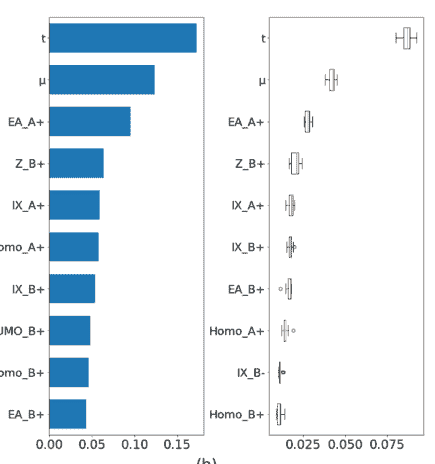 t
μ
EA_A+
Z_B+
IX_A+
omo_A+
IX_B+
UMO_B+
omo_B+
EA_B+
0.00 0.05 0.10 0.15
t
μ
EA_A+
Z_B+
IX_A+
IX_B+
EA_B+
Homo_A+
IX_B-
Homo_B+
0.025 0.050 0.075